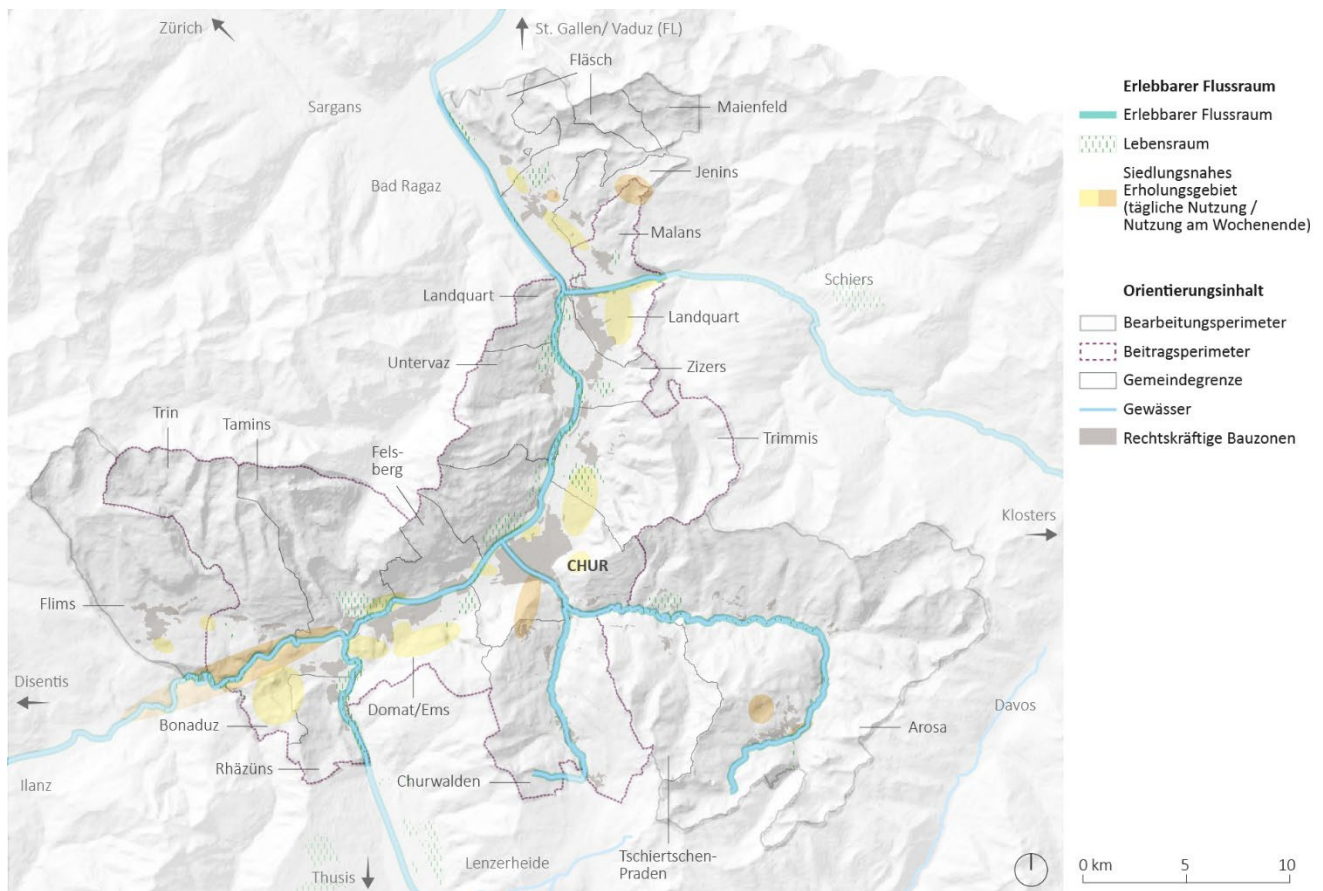 Zürich
St. Gallen/ Vaduz (FL)
Fläsch
Sargans
Maienfeld
Bad Ragaz
Jenins
Malans
Schiers
Landquart
Landquart
Untervaz
Zizers
Trin
Tamins
Fels-
berg
Trimmis
Klosters
CHUR
Flims
Disentis
Domat/Ems
Bonaduz
Davos
Arosa
Ilanz
Rhäzüns
Churwalden
Lenzerheide
Tschiertschen-
Praden
Thusis
Erlebbarer Flussraum
Erlebbarer Flussraum
Lebensraum
Siedlungsnahes
Erholungsgebiet
(tägliche Nutzung /
Nutzung am Wochenende)
Orientierungsinhalt
Bearbeitungsperimeter
Beitragsperimeter
Gemeindegrenze
Gewässer
Rechtskräftige Bauzonen
0 km 5 10